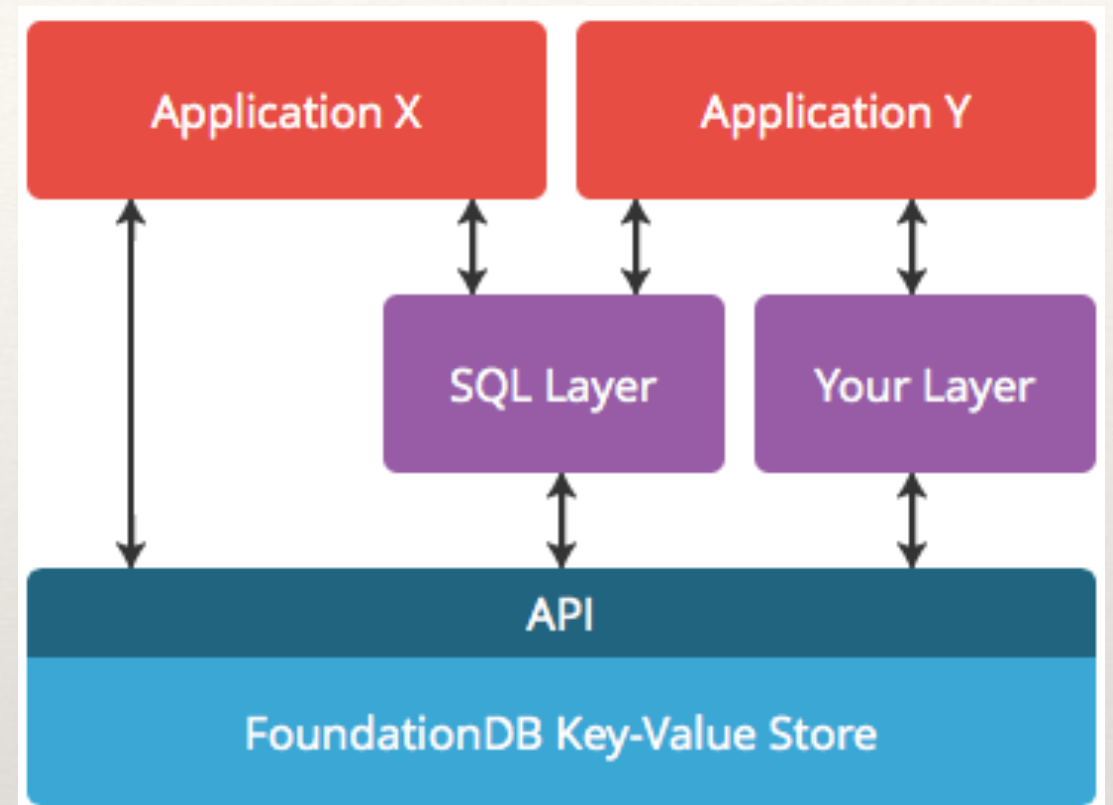 Application X
Application Y
SQL Layer
Your Layer
API
FoundationDB Key-Value Store